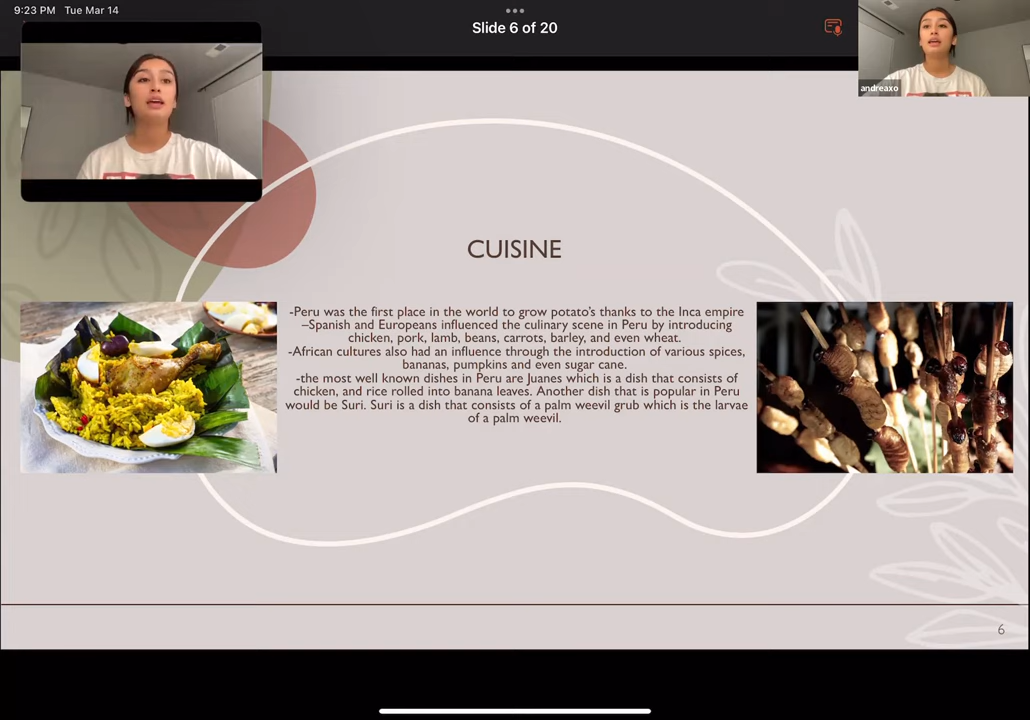 9:23 PM Tue Mar 14
Slide 6 of 20
andreaxo
CUISINE
-Peru was the first place in the world to grow potato's thanks to the Inca empire
–Spanish and Europeans influenced the culinary scene in Peru by introducing
chicken, pork, lamb, beans, carrots, barley, and even wheat.
-African cultures also had an influence through the introduction of various spices,
bananas, pumpkins and even sugar cane.
-the most well known dishes in Peru are Juanes which is a dish that consists of
chicken, and rice rolled into banana leaves. Another dish that is popular in Peru
would be Suri. Suri is a dish that consists of a palm weevil grub which is the larvae
of a palm weevil.
6